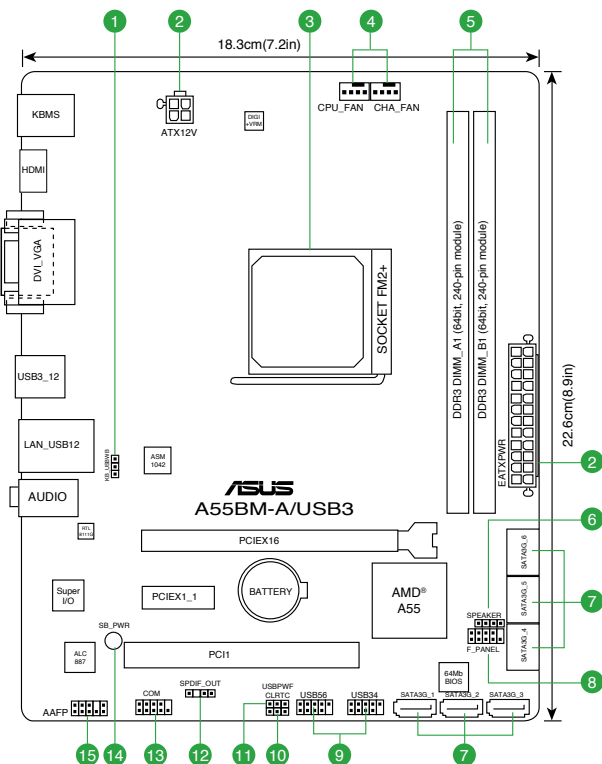 1
2
3
4
5
18.3cm(7.2in)
KBMS
ATX12V
DIGI
+VRM
CPU_FAN
CHA_FAN
HDMI
DVI_VGA
SOCKET FM2+
DDR3 DIMM_A1 (64bit, 240-pin module)
DDR3 DIMM_B1 (64bit, 240-pin module)
22.6cm(8.9in)
USB3_12
EATXPWR
LAN_USB12
KB_USBWB
ASM
1042
2
AUDIO
ASUS
A55BM-A/USB3
RTL
8111G
PCIEX16
6
SATA3G_6
Super
I/O
PCIEX1_1
BATTERY
AMD®
A55
SATA3G_5
7
SPEAKER
F_PANEL
SATA3G_4
SB_PWR
ALC
887
PCI1
64Mb
BIOS
8
AAFP
COM
SPDIF_OUT
USBPWF
CLRTC
USB56
USB34
SATA3G_1
SATA3G_2
SATA3G_3
15
14
13
12
11
10
9
7